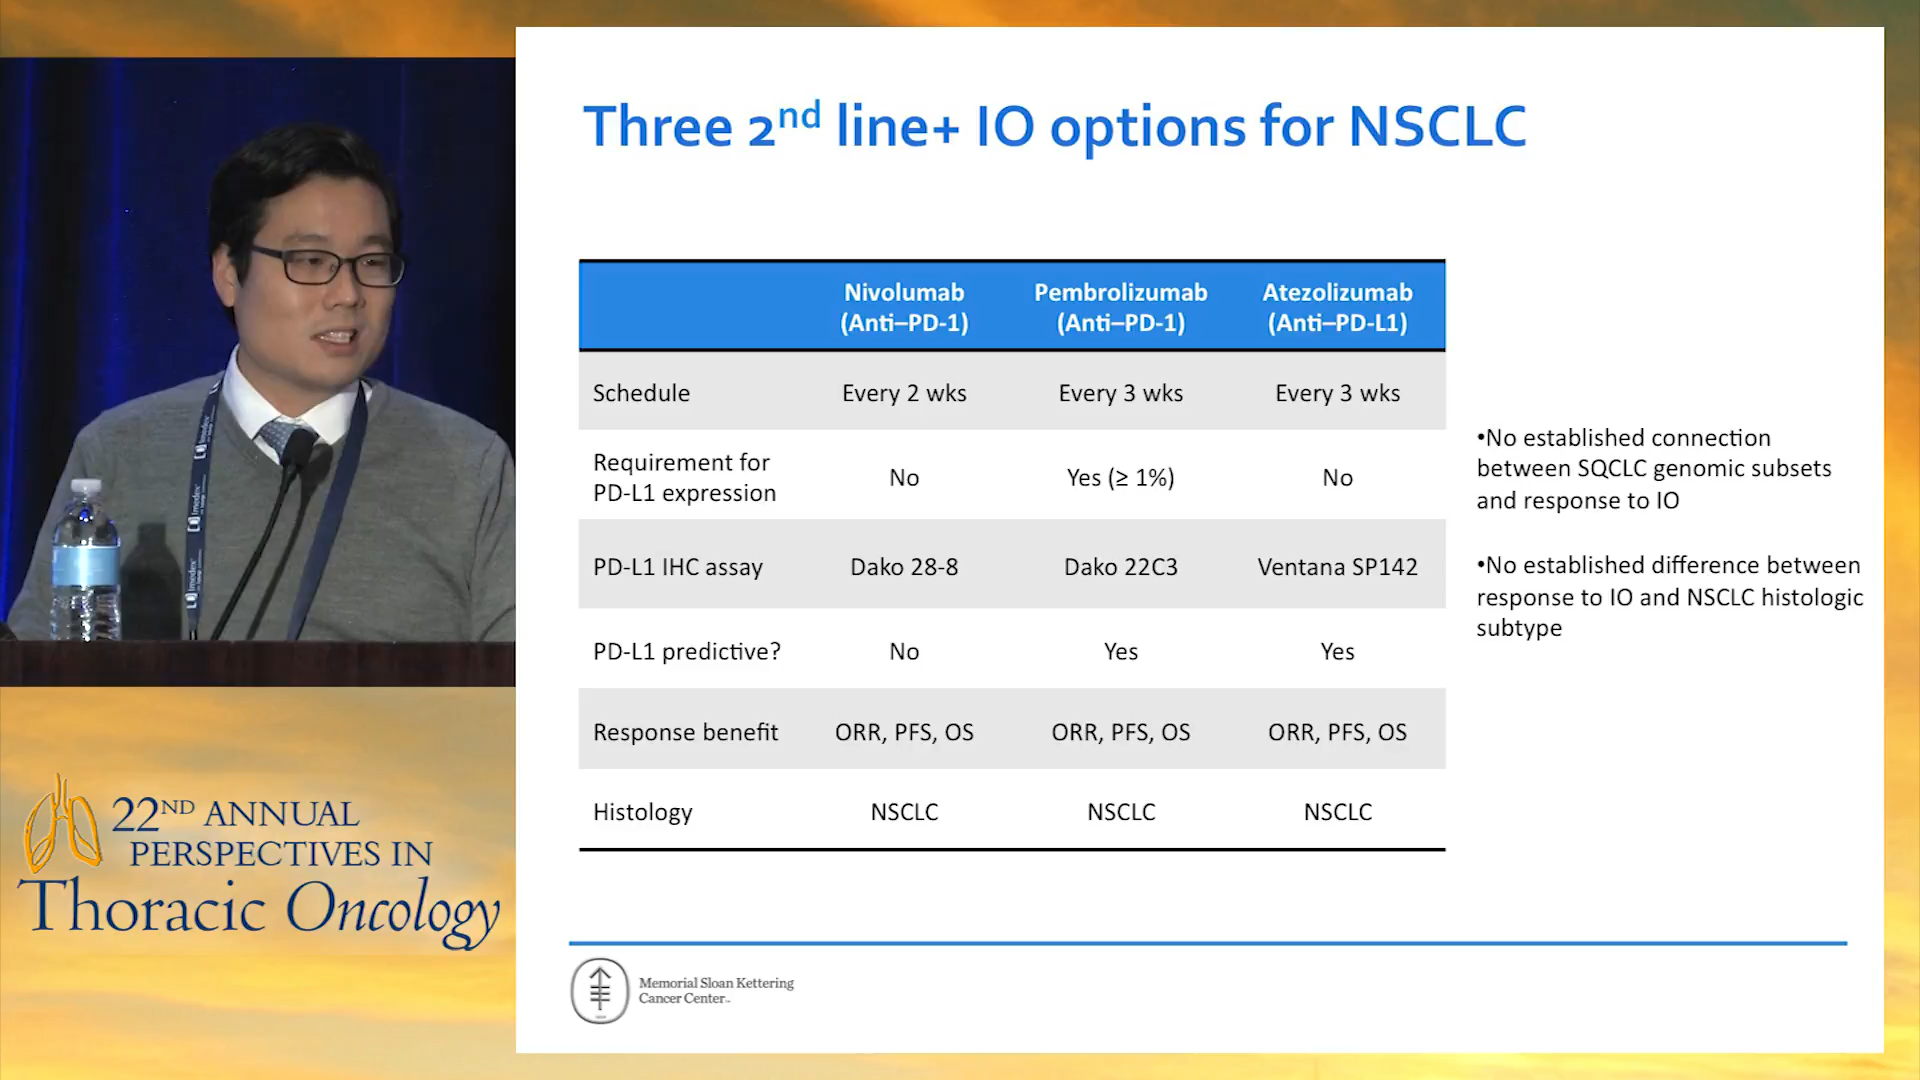 Three 2nd line+ IO options for NSCLC
Nivolumab Pembrolizumab Atezolizumab
(Anti–PD-1) (Anti–PD-1) (Anti–PD-L1)
Schedule Every 2 wks Every 3 wks Every 3 wks
Requirement for
PD-L1 expression No Yes (≥ 1%) No
PD-L1 IHC assay Dako 28-8 Dako 22C3 Ventana SP142
PD-L1 predictive? No Yes Yes
Response benefit ORR, PFS, OS ORR, PFS, OS ORR, PFS, OS
Histology NSCLC NSCLC NSCLC
•No established connection
between SQCLC genomic subsets
and response to IO
•No established difference between
response to IO and NSCLC histologic
subtype
Memorial Sloan Kettering
Cancer Center
imedex
imedex
imedex
22ND ANNUAL
PERSPECTIVES IN
Thoracic Oncology